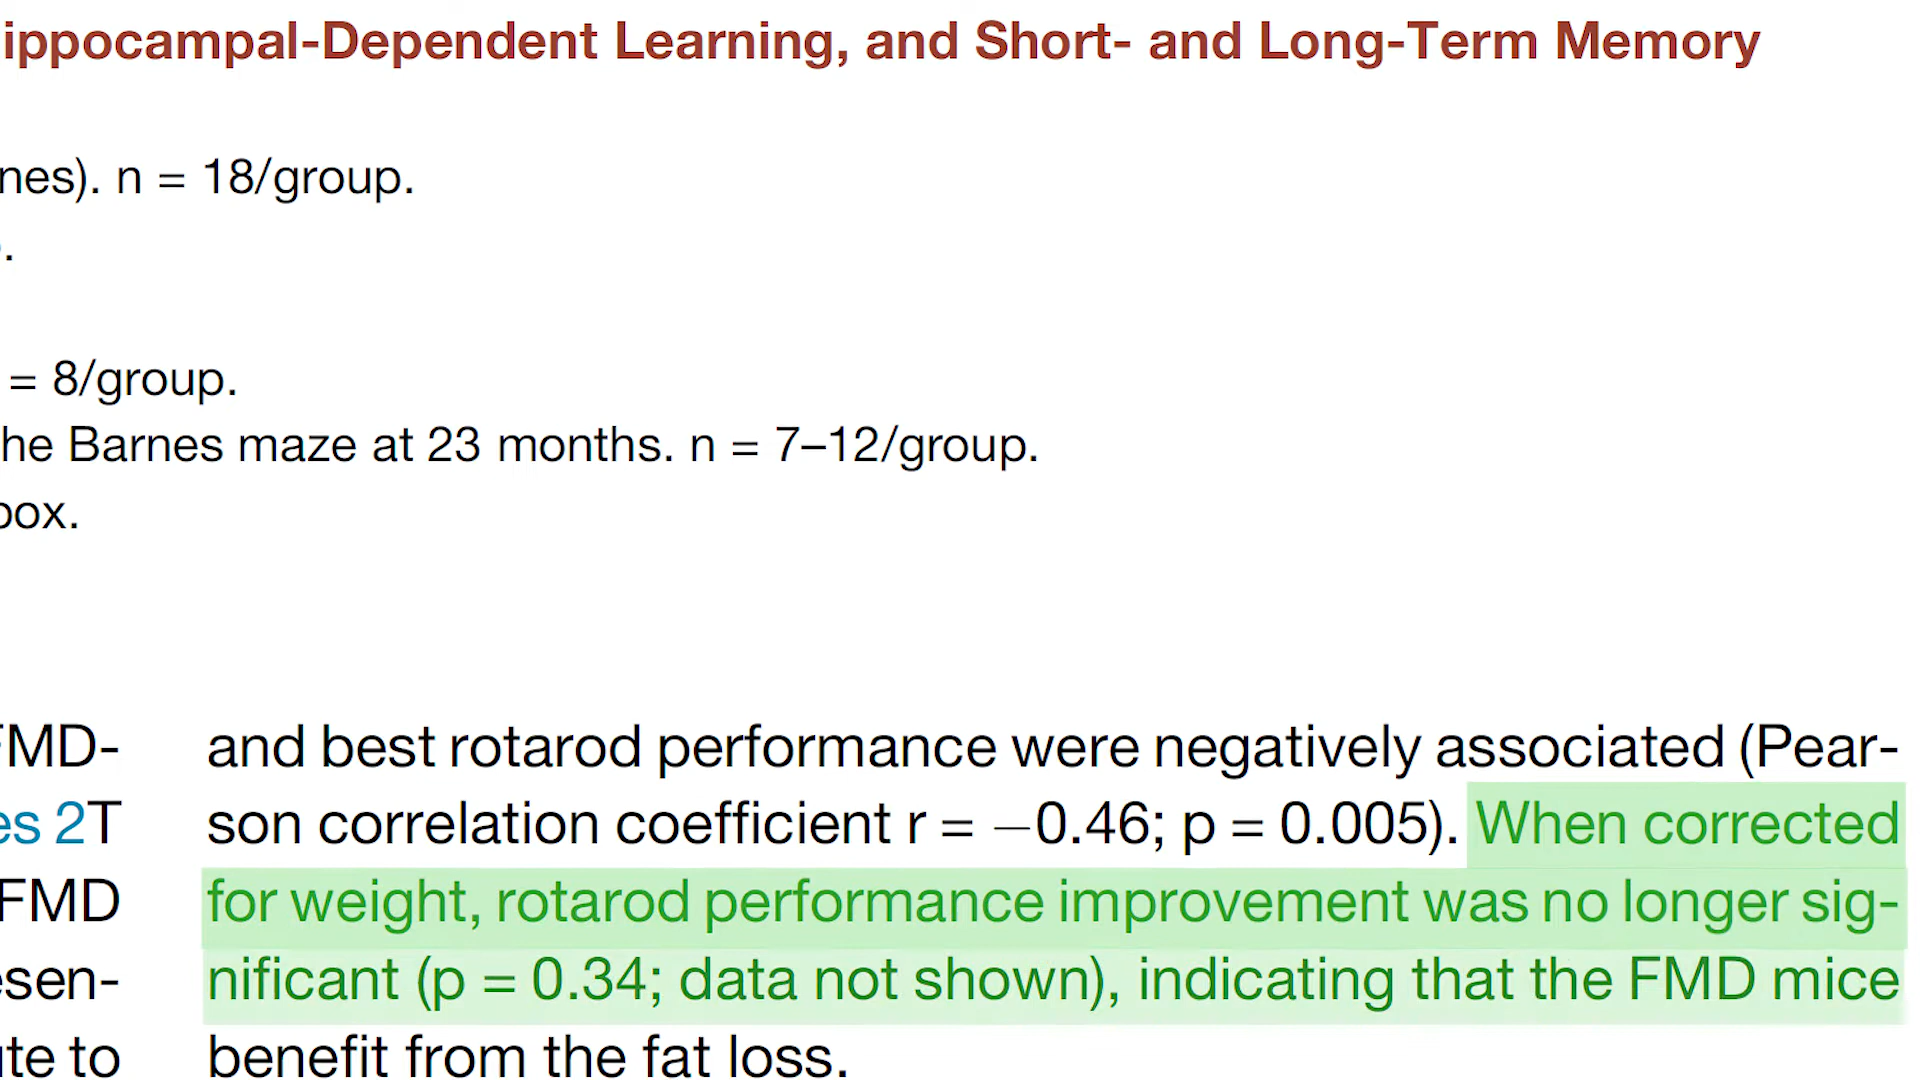 ippocampal-Dependent Learning, and Short- and Long-Term Memory
nes). n = 18/group.
.
= 8/group.
he Barnes maze at 23 months. n = 7–12/group.
box.
FMD-
es 2T
FMD
esen-
te to
and best rotarod performance were negatively associated (Pear-
son correlation coefficient r = −0.46; p = 0.005). When corrected
for weight, rotarod performance improvement was no longer sig-
nificant (p = 0.34; data not shown), indicating that the FMD mice
benefit from the fat loss.